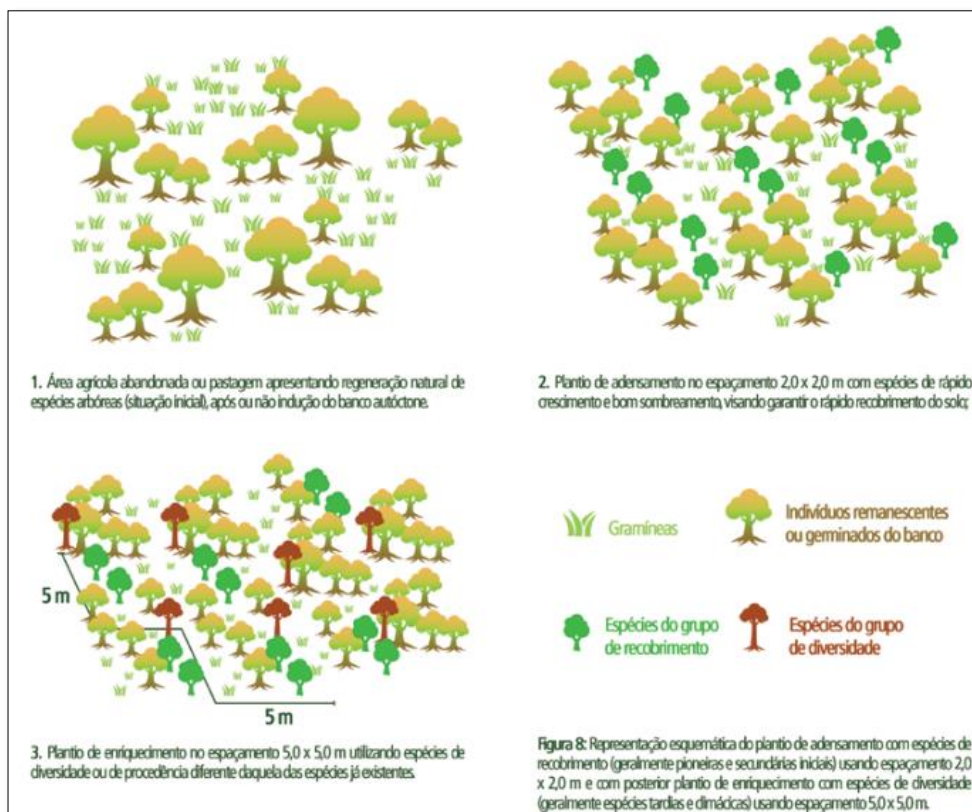 1. Área agrícola abandonada ou pastagem apresentando regeneração natural de
espécies arbóreas (situação inicial), após ou não indução do banco autóctone.
2. Plantio de adensamento no espaçamento 2,0 x 2,0 m com espécies de rápido
crescimento e bom sombreamento, visando garantir o rápido recobrimento do solo;
5 m
5 m
3. Plantio de enriquecimento no espaçamento 5,0 x 5,0 m utilizando espécies de
diversidade ou de procedência diferente daquela das espécies já existentes.
Gramíneas
Indivíduos remanescentes
ou germinados do banco
Espécies do grupo
de recobrimento
Espécies do grupo
de diversidade
Figura 8: Representação esquemática do plantio de adensamento com espécies de
recobrimento (geralmente pioneiras e secundárias iniciais) usando espaçamento 2,0
x 2,0 m e com posterior plantio de enriquecimento com espécies de diversidade
(geralmente espécies tardias e climácicas) usando espaçamento 5,0 x 5,0 m.